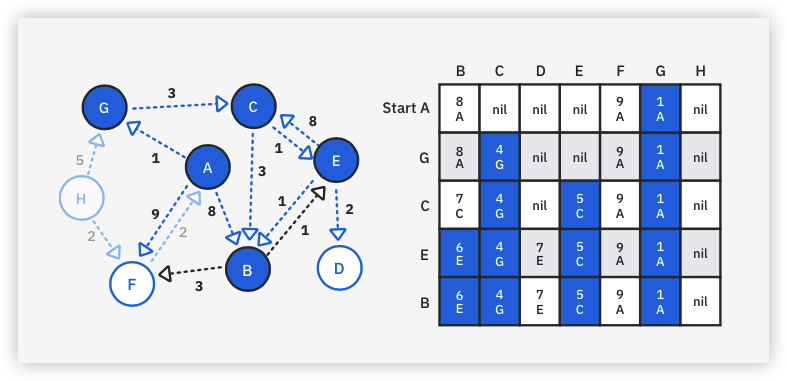 B C D E F G H
Start A 8 A nil nil nil 9 A 1 A nil
G 8 A 4 G nil nil 9 A 1 A nil
C 7 C 4 G nil 5 C 9 A 1 A nil
E 6 E 4 G 7 E 5 C 9 A 1 A nil
B 6 E 4 G 7 E 5 C 9 A 1 A nil
G 3 C 8
1 A 1 E
5 3
H 9 8 1 2
2 2 1
F 3 B D